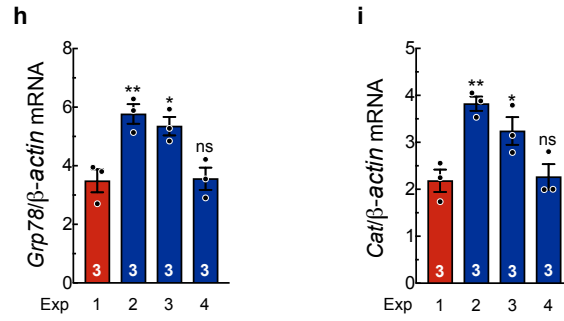 h
Grp78/β-actin mRNA
8
6
4
2
0
**
*
ns
3 3 3 3
Exp 1 2 3 4
i
Cat/β-actin mRNA
5
4
3
2
1
0
**
*
ns
3 3 3 3
Exp 1 2 3 4